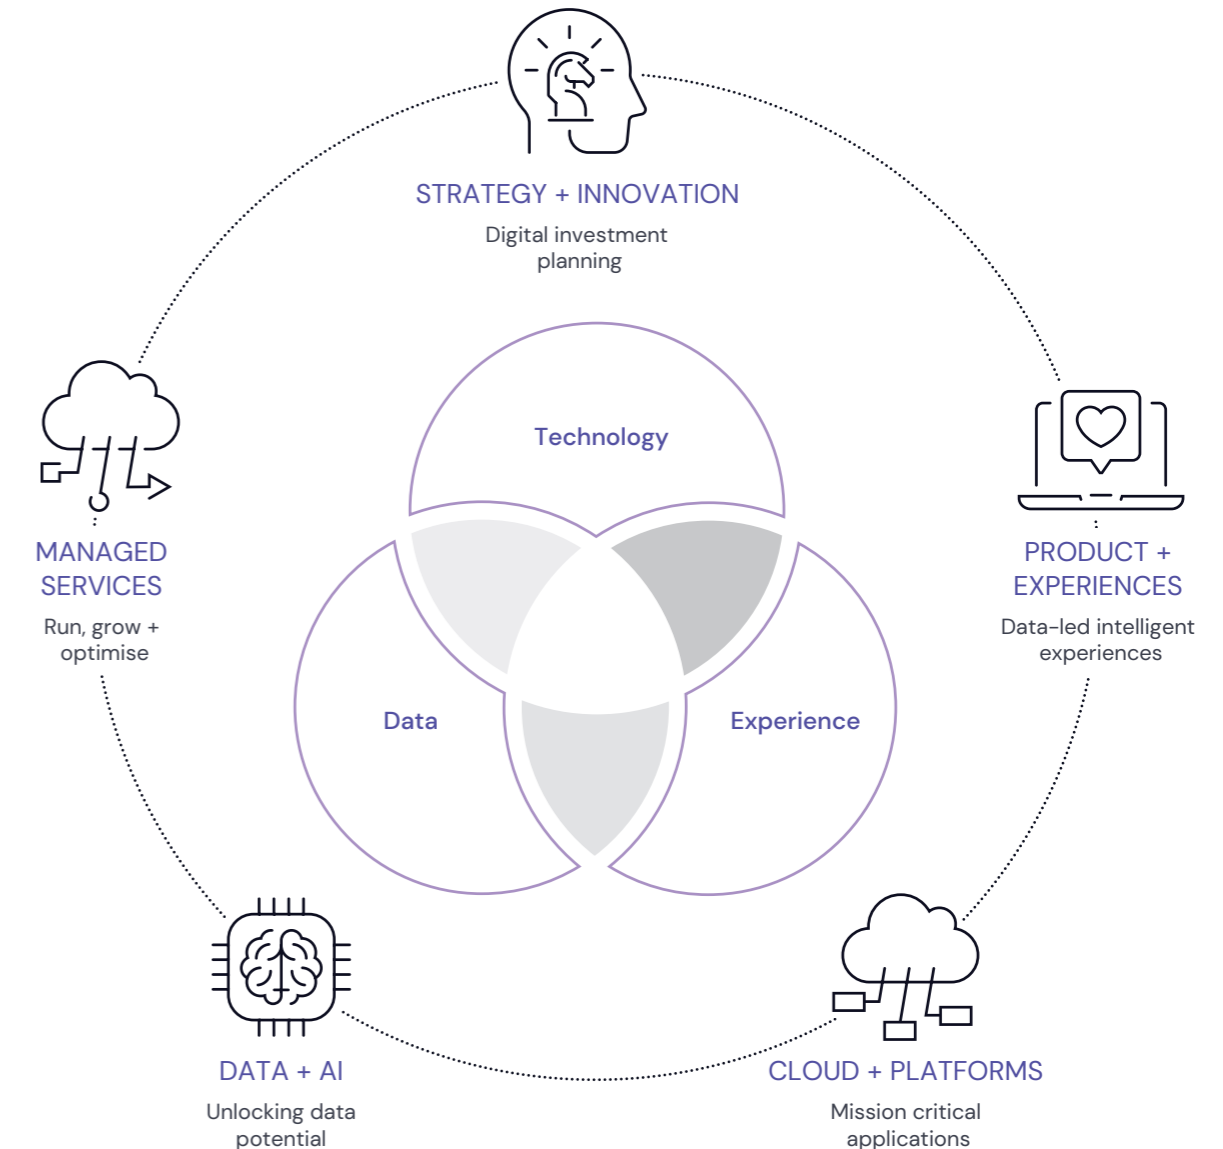 STRATEGY + INNOVATION
Digital investment
planning
Technology
MANAGED
SERVICES
Run, grow +
optimise
PRODUCT +
EXPERIENCES
Data-led intelligent
experiences
Data
Experience
DATA + AI
Unlocking data
potential
CLOUD + PLATFORMS
Mission critical
applications